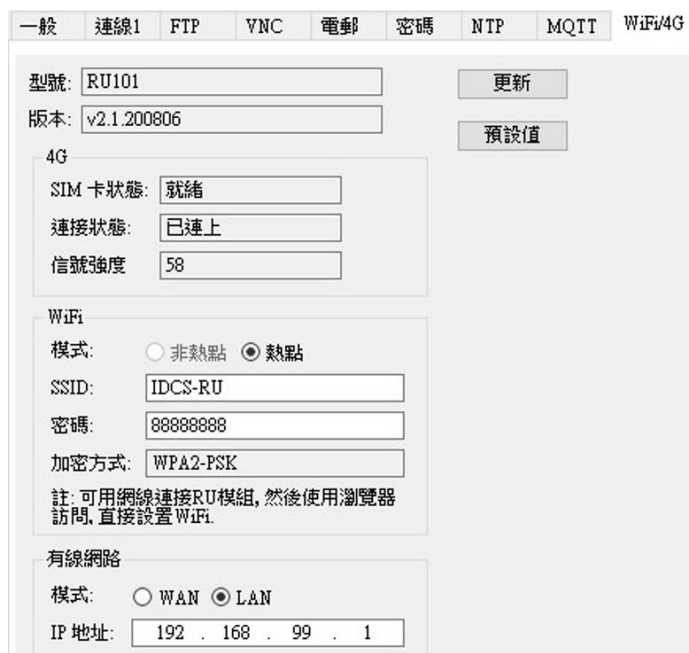 一般 連線1 FTP VNC 電郵 密碼 NTP MQTT WiFi/4G
型號: RU101 更新
版本: v2.1.200806
預設值
4G
SIM 卡狀態: 就緒
連接狀態: 已連上
信號強度 58
WiFi
模式: 非熱點 熱點
SSID: IDCS-RU
密碼: 88888888
加密方式: WPA2-PSK
註: 可用網線連接RU模組, 然後使用瀏覽器
訪問, 直接設置WiFi.
有線網路
模式: WAN LAN
IP 地址: 192 . 168 . 99 . 1